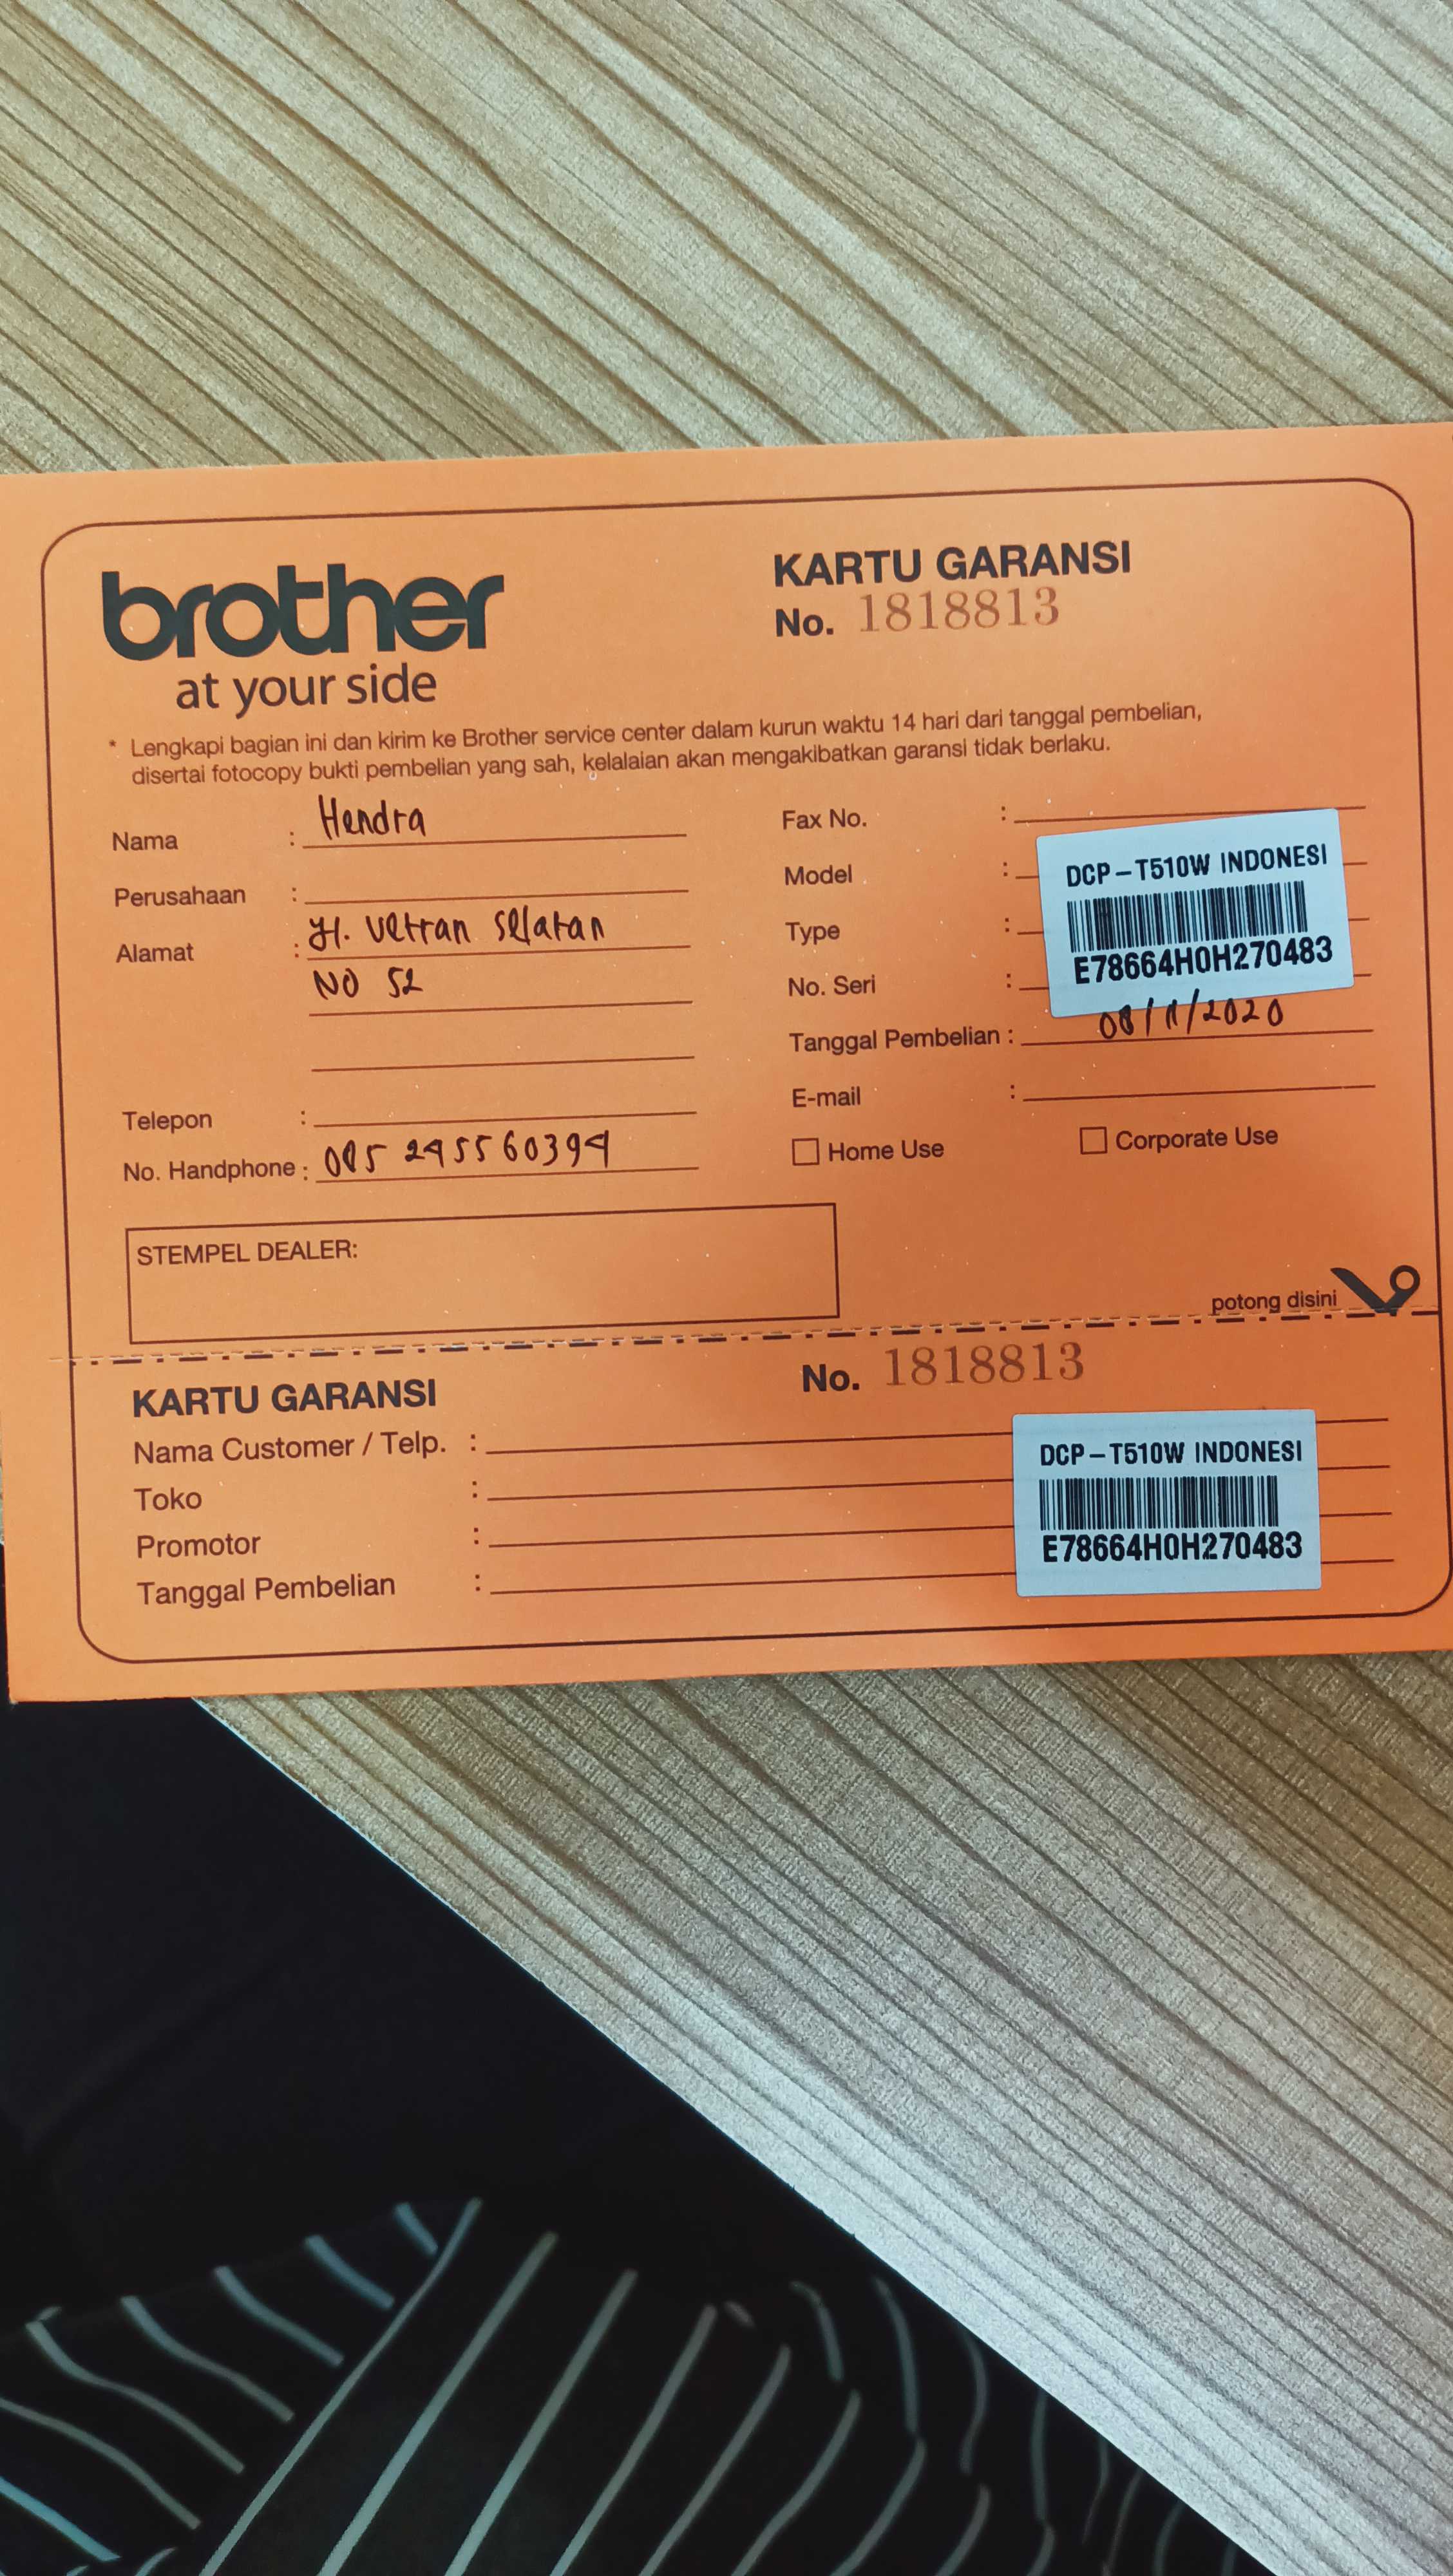 brother
at your side
KARTU GARANSI
No. 1818813
* Lengkapi bagian ini dan kirim ke Brother service center dalam kurun waktu 14 hari dari tanggal pembelian,
disertai fotocopy bukti pembelian yang sah, kelalaian akan mengakibatkan garansi tidak berlaku.
Nama : Hendra
Perusahaan :
Alamat : Jl. Vetran Selatan
NO 52
Telepon :
No. Handphone : 085 245560394
Fax No. :
Model :
Type :
No. Seri :
DCP-T510W INDONESI
E78664H0H270483
Tanggal Pembelian : 08/11/2020
E-mail :
Home Use
Corporate Use
STEMPEL DEALER:
potong disini
KARTU GARANSI
No. 1818813
Nama Customer / Telp. :
Toko :
Promotor :
Tanggal Pembelian :
DCP-T510W INDONESI
E78664H0H270483